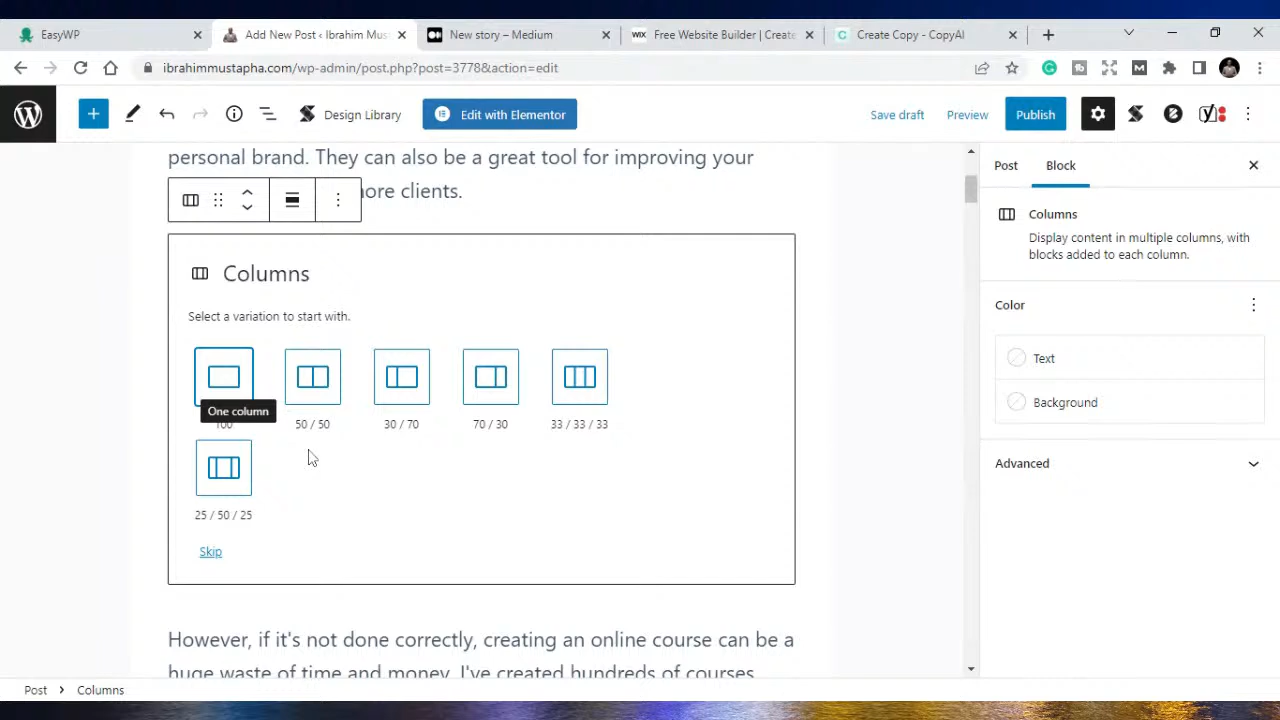 EasyWP
Add New Post ‹ Ibrahim Mus
New story – Medium
WIX
Free Website Builder | Create
C
Create Copy - CopyAI
ibrahimmustapha.com/wp-admin/post.php?post=3778&action=edit
Design Library
Edit with Elementor
Save draft
Preview
Publish
personal brand. They can also be a great tool for improving your
ore clients.
Columns
Select a variation to start with.
One column
100
50 / 50
30 / 70
70 / 30
33 / 33 / 33
25 / 50 / 25
Skip
However, if it's not done correctly, creating an online course can be a
huge waste of time and money. I've created hundreds of courses
Post
Block
Columns
Display content in multiple columns, with
blocks added to each column.
Color
Text
Background
Advanced
Post
Columns